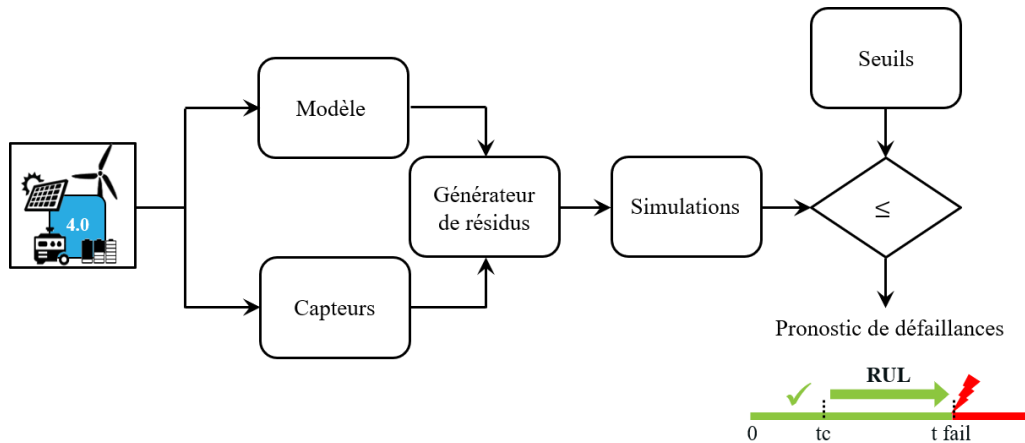 Seuils
Modèle
4.0
Générateur
de résidus
Simulations
≤
Capteurs
Pronostic de défaillances
RUL
0 tc t fail